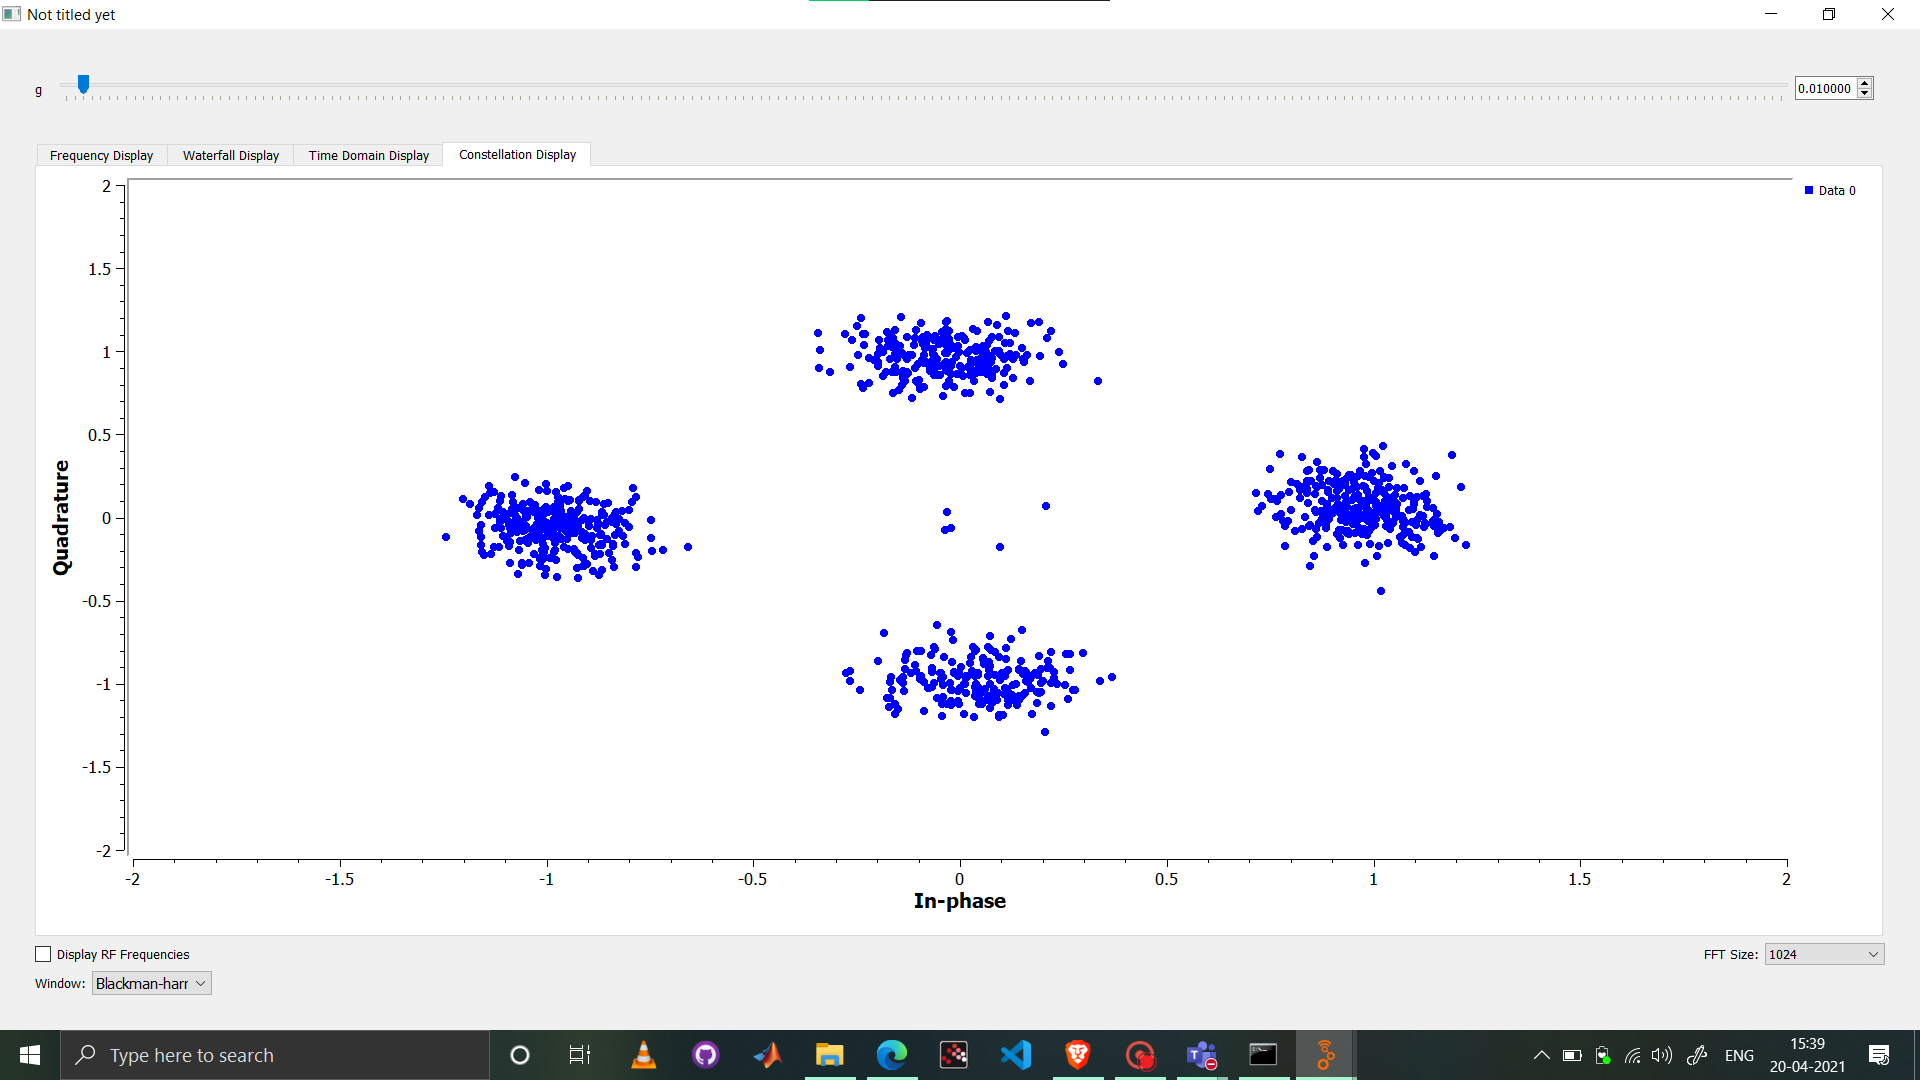 Not titled yet
g
0.010000
Frequency Display Waterfall Display Time Domain Display Constellation Display
Data 0
2
1.5
1
0.5
0
-0.5
-1
-1.5
-2
Quadrature
-2 -1.5 -1 -0.5 0 0.5 1 1.5 2
In-phase
Display RF Frequencies
FFT Size: 1024
Window: Blackman-harr
Type here to search
ENG
15:39
20-04-2021